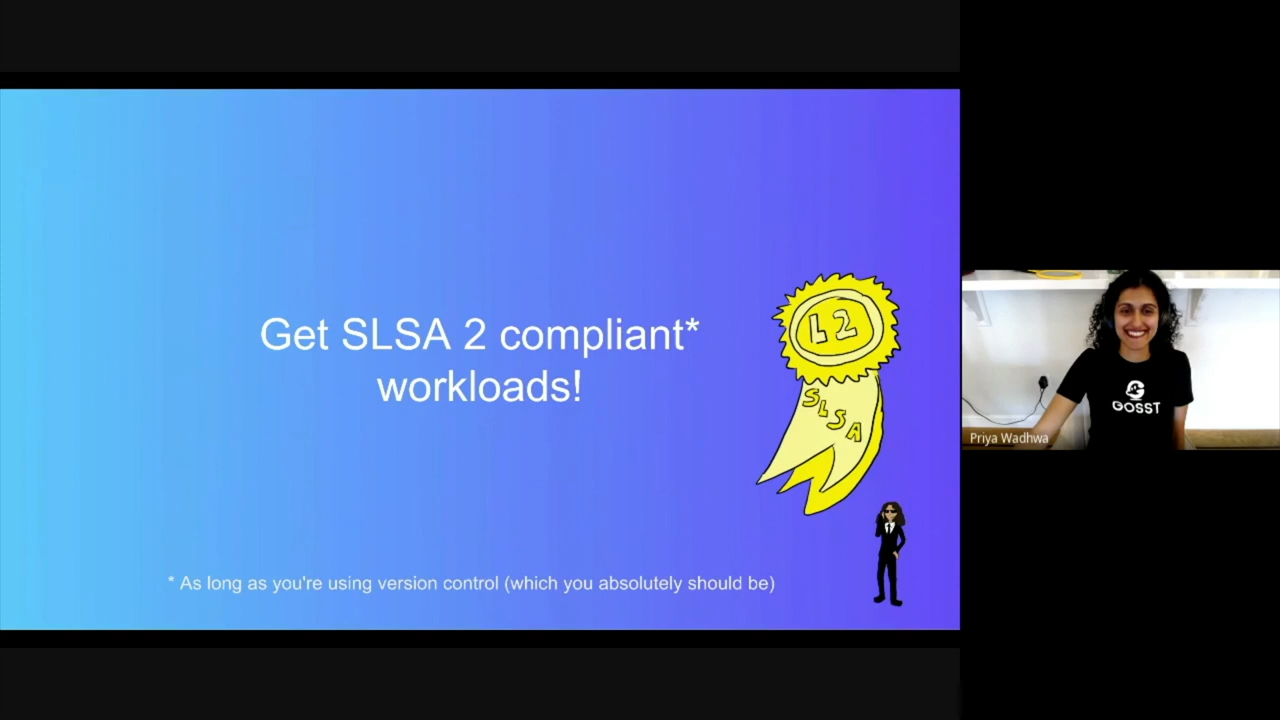 Get SLSA 2 compliant*
workloads!
L2
SLSA
* As long as you're using version control (which you absolutely should be)
GOSST
Priya Wadhwa